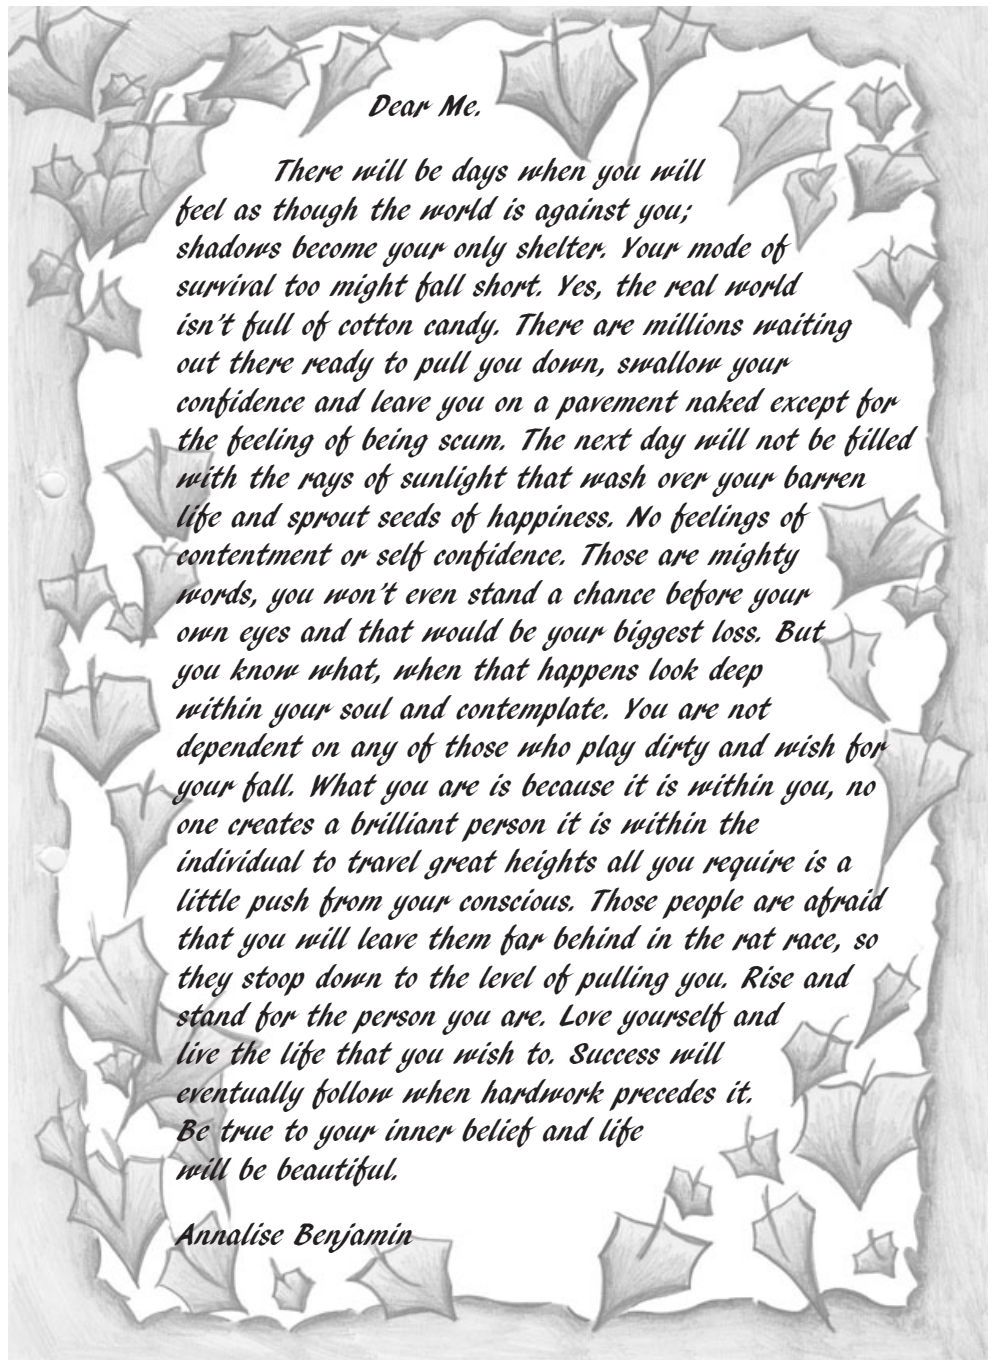 Dear Me.
There will be days when you will
feel as though the world is against you;
shadows become your only shelter. Your mode of
survival too might fall short. Yes, the real world
isn't full of cotton candy. There are millions waiting
out there ready to pull you down, swallow your
confidence and leave you on a pavement naked except for
the feeling of being scum. The next day will not be filled
with the rays of sunlight that wash over your barren
life and sprout seeds of happiness. No feelings of
contentment or self confidence. Those are mighty
words, you won't even stand a chance before your
own eyes and that would be your biggest loss. But
you know what, when that happens look deep
within your soul and contemplate. You are not
dependent on any of those who play dirty and wish for
your fall. What you are is because it is within you, no
one creates a brilliant person it is within the
individual to travel great heights all you require is a
little push from your conscious. Those people are afraid
that you will leave them far behind in the rat race, so
they stoop down to the level of pulling you. Rise and
stand for the person you are. Love yourself and
live the life that you wish to. Success will
eventually follow when hardwork precedes it.
Be true to your inner belief and life
will be beautiful.
Annalise Benjamin